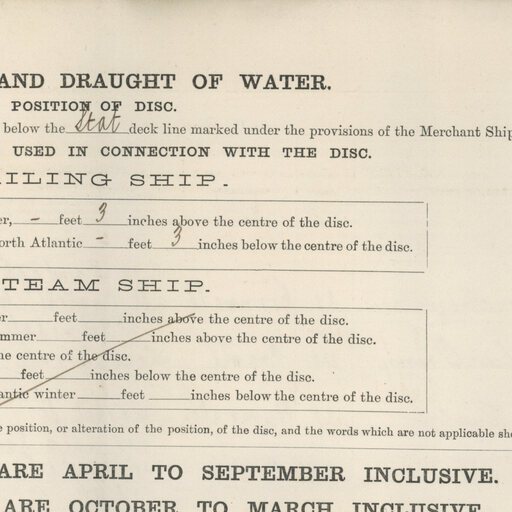 AND DRAUGHT OF WATER.
POSITION OF DISC.
below the Stat deck line marked under the provisions of the Merchant Ship
USED IN CONNECTION WITH THE DISC.
AILING SHIP.
er, - feet 3 inches above the centre of the disc.
orth Atlantic - feet 3 inches below the centre of the disc.
TEAM SHIP.
er feet inches above the centre of the disc.
mmer feet inches above the centre of the disc.
he centre of the disc.
feet inches below the centre of the disc.
antic winter feet inches below the centre of the disc.
e position, or alteration of the position, of the disc, and the words which are not applicable sho
ARE APRIL TO SEPTEMBER INCLUSIVE.
ARE OCTOBER TO MARCH INCLUSIVE